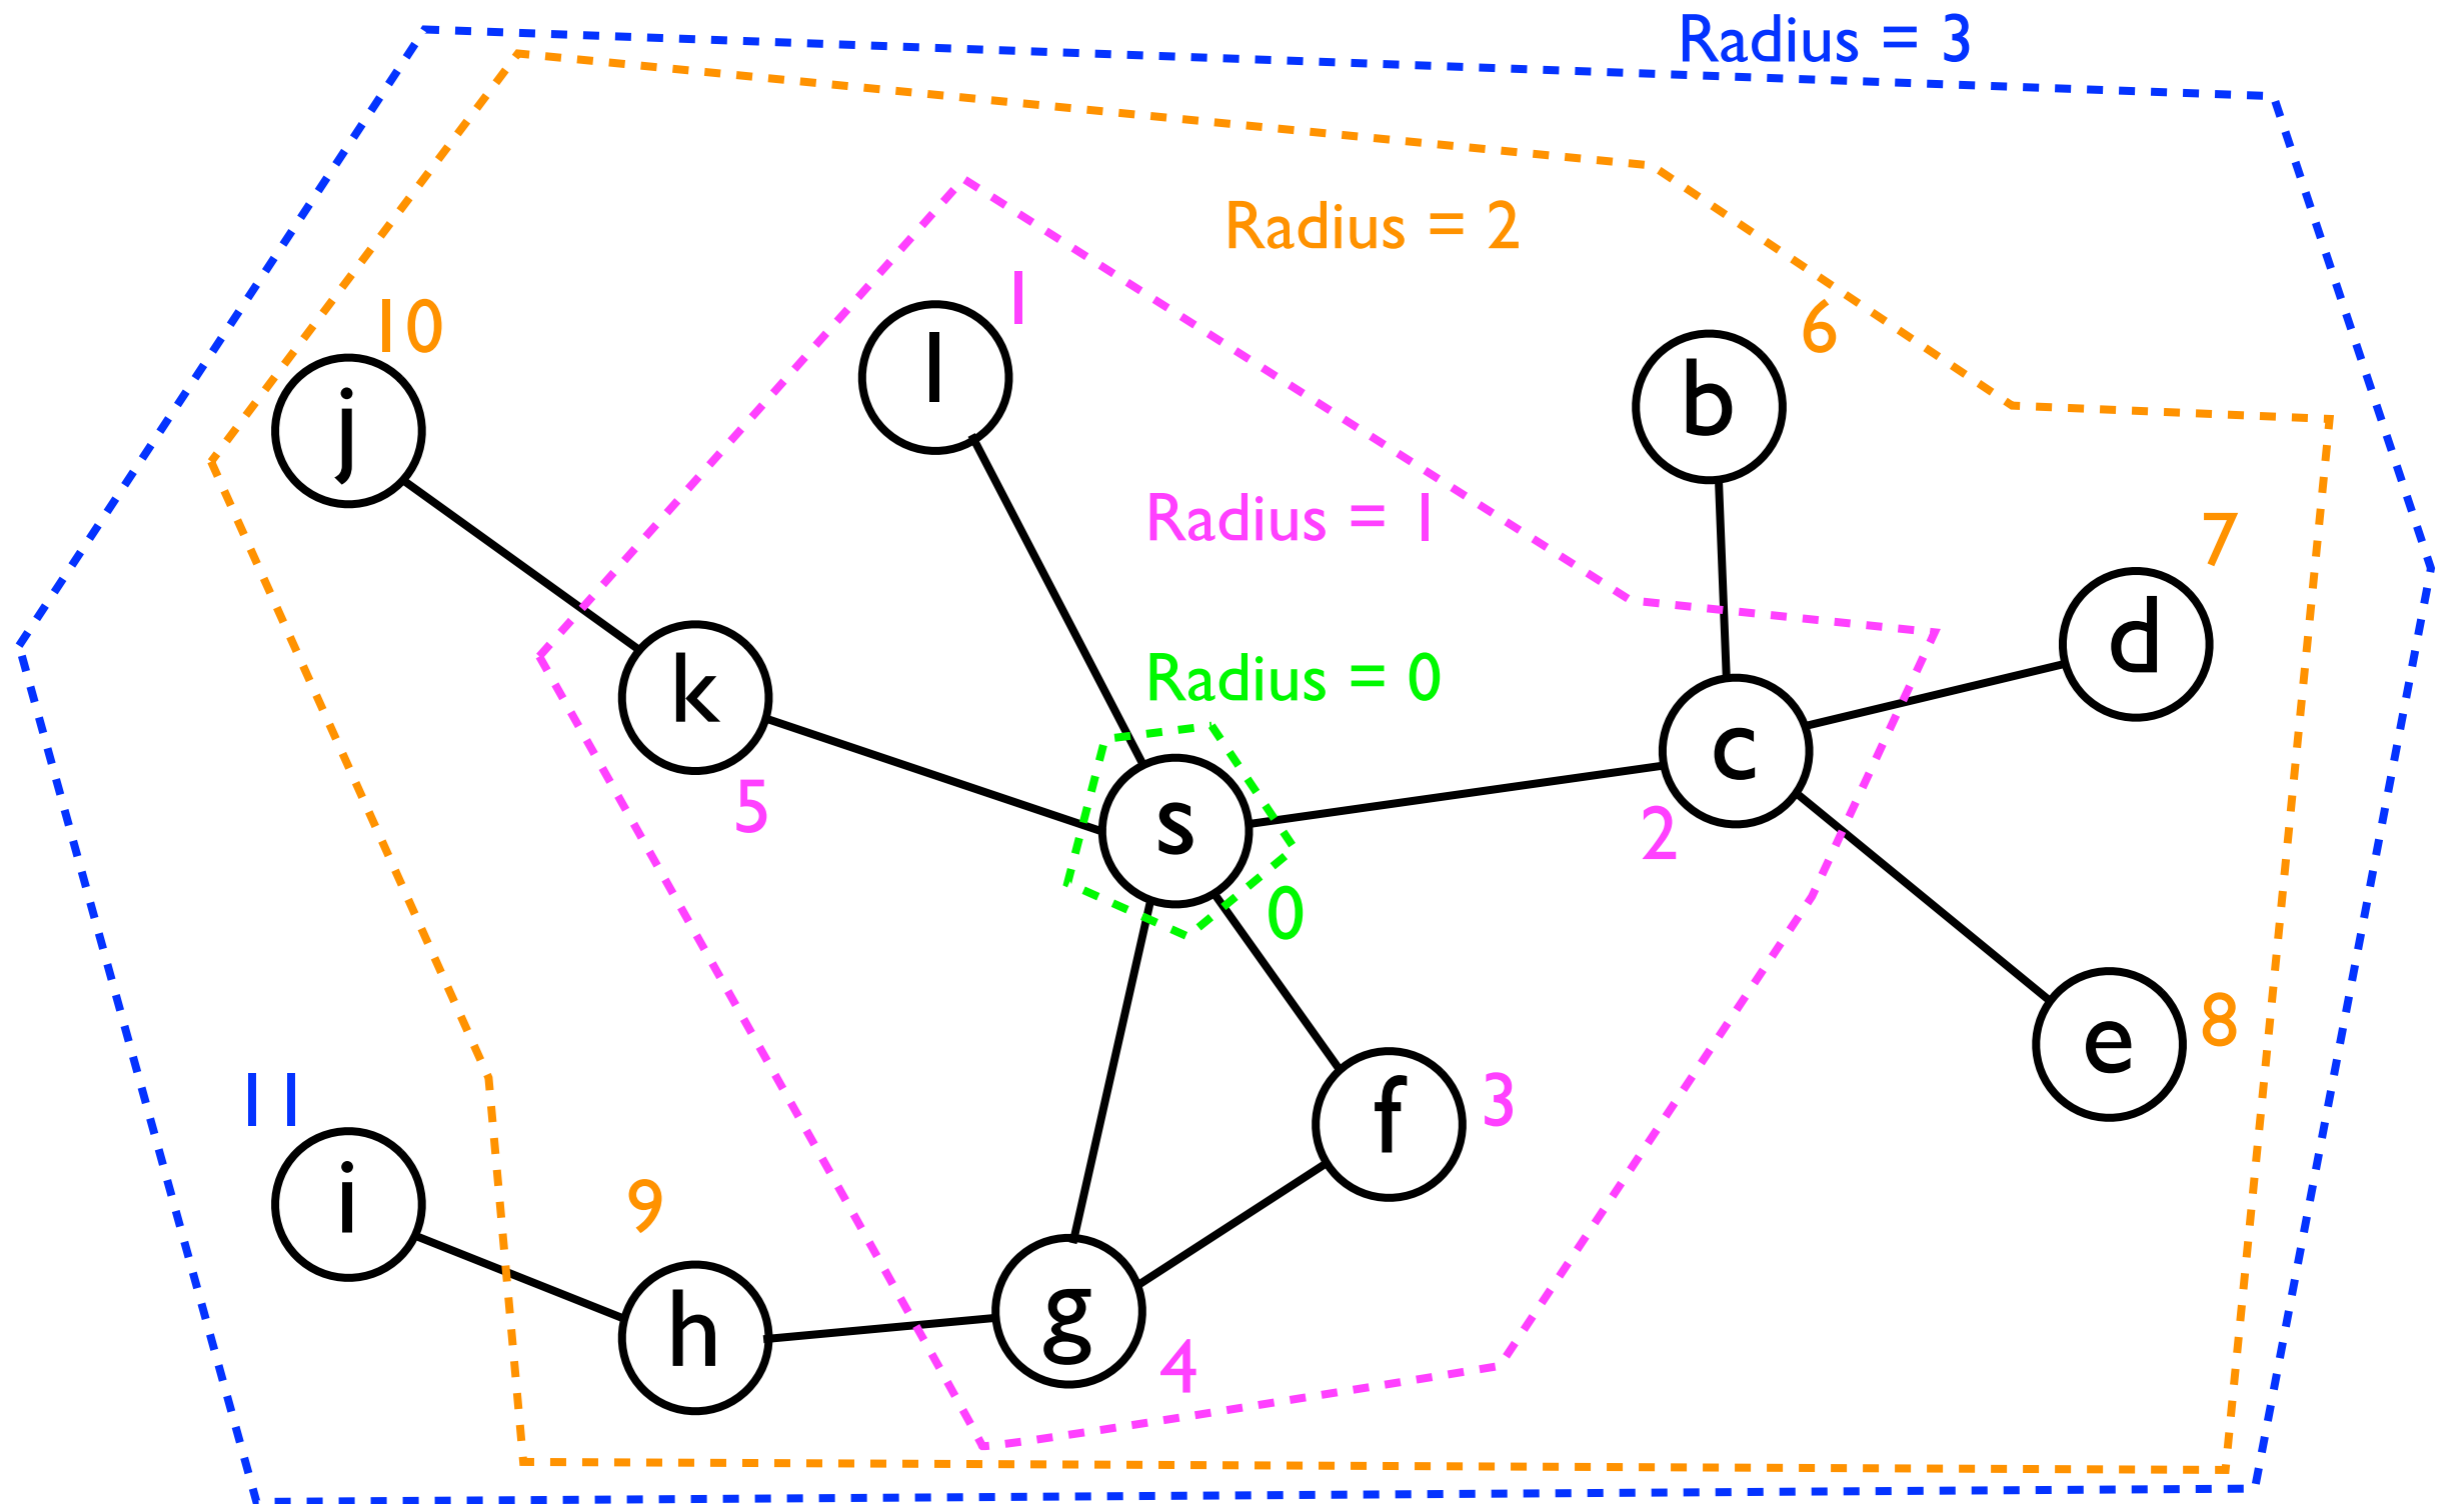 Radius = 3
Radius = 2
1
10
6
l
b
j
Radius = 1
7
d
Radius = 0
k
c
5
s
2
0
8
e
11
3
f
i
9
g
h
4